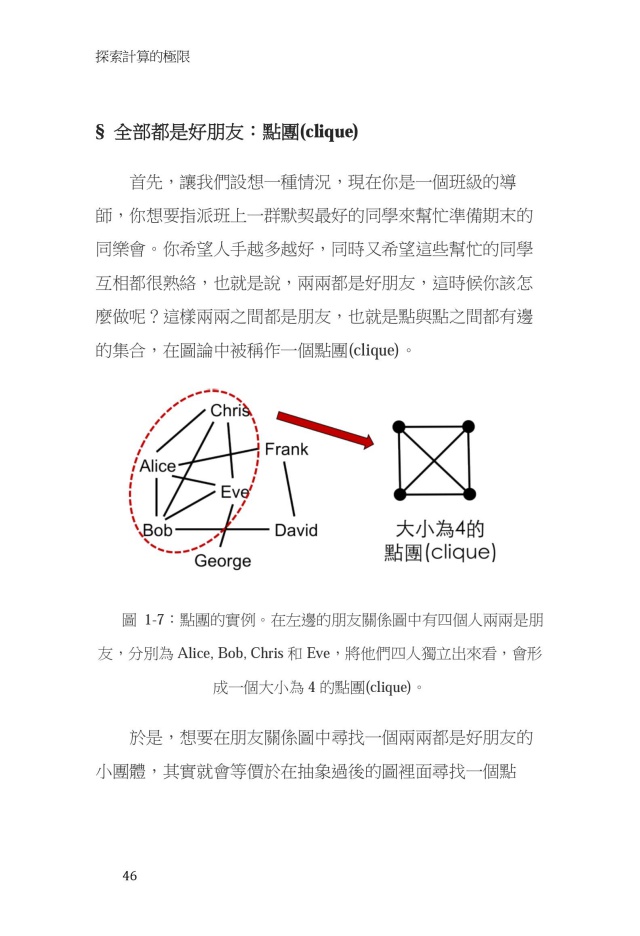 探索計算的極限
§ 全部都是好朋友：點團(clique)
首先，讓我們設想一種情況，現在你是一個班級的導
師，你想要指派班上一群默契最好的同學來幫忙準備期末的
同樂會。你希望人手越多越好，同時又希望這些幫忙的同學
互相都很熟絡，也就是說，兩兩都是好朋友，這時候你該怎
麼做呢？這樣兩兩之間都是朋友，也就是點與點之間都有邊
的集合，在圖論中被稱作一個點團(clique)。
Chris
Frank
Alice
Eve
Bob
David
George
大小為4的
點團(clique)
圖 1-7：點團的實例。在左邊的朋友關係圖中有四個人兩兩是朋
友，分別為 Alice, Bob, Chris 和 Eve，將他們四人獨立出來看，會形
成一個大小為 4 的點團(clique)。
於是，想要在朋友關係圖中尋找一個兩兩都是好朋友的
小團體，其實就會等價於在抽象過後的圖裡面尋找一個點
46